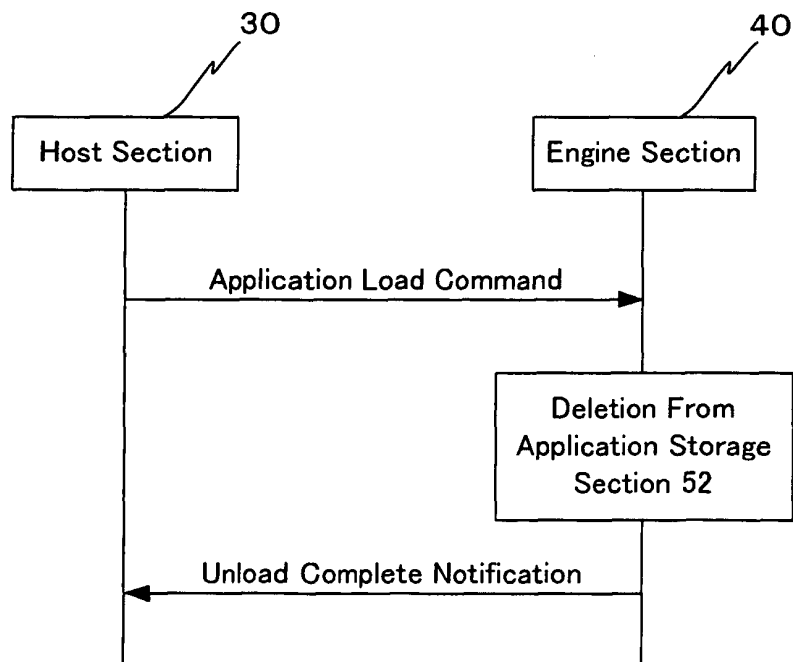 30
40
Host Section
Engine Section
Application Load Command
Deletion From
Application Storage
Section 52
Unload Complete Notification